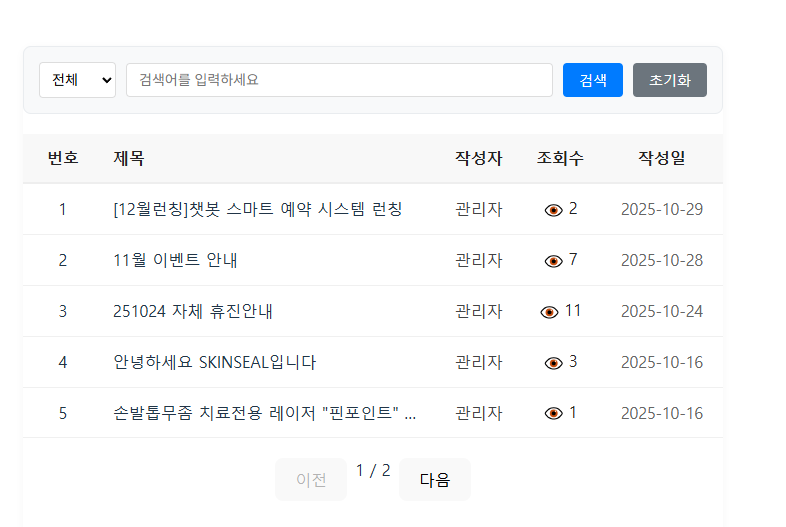 전체 검색어를 입력하세요 검색 초기화
번호 제목 작성자 조회수 작성일
1 [12월런칭]챗봇 스마트 예약 시스템 런칭 관리자 2 2025-10-29
2 11월 이벤트 안내 관리자 7 2025-10-28
3 251024 자체 휴진안내 관리자 11 2025-10-24
4 안녕하세요 SKINSEAL입니다 관리자 3 2025-10-16
5 손발톱무좀 치료전용 레이저 "핀포인트" ... 관리자 1 2025-10-16
이전 1 / 2 다음